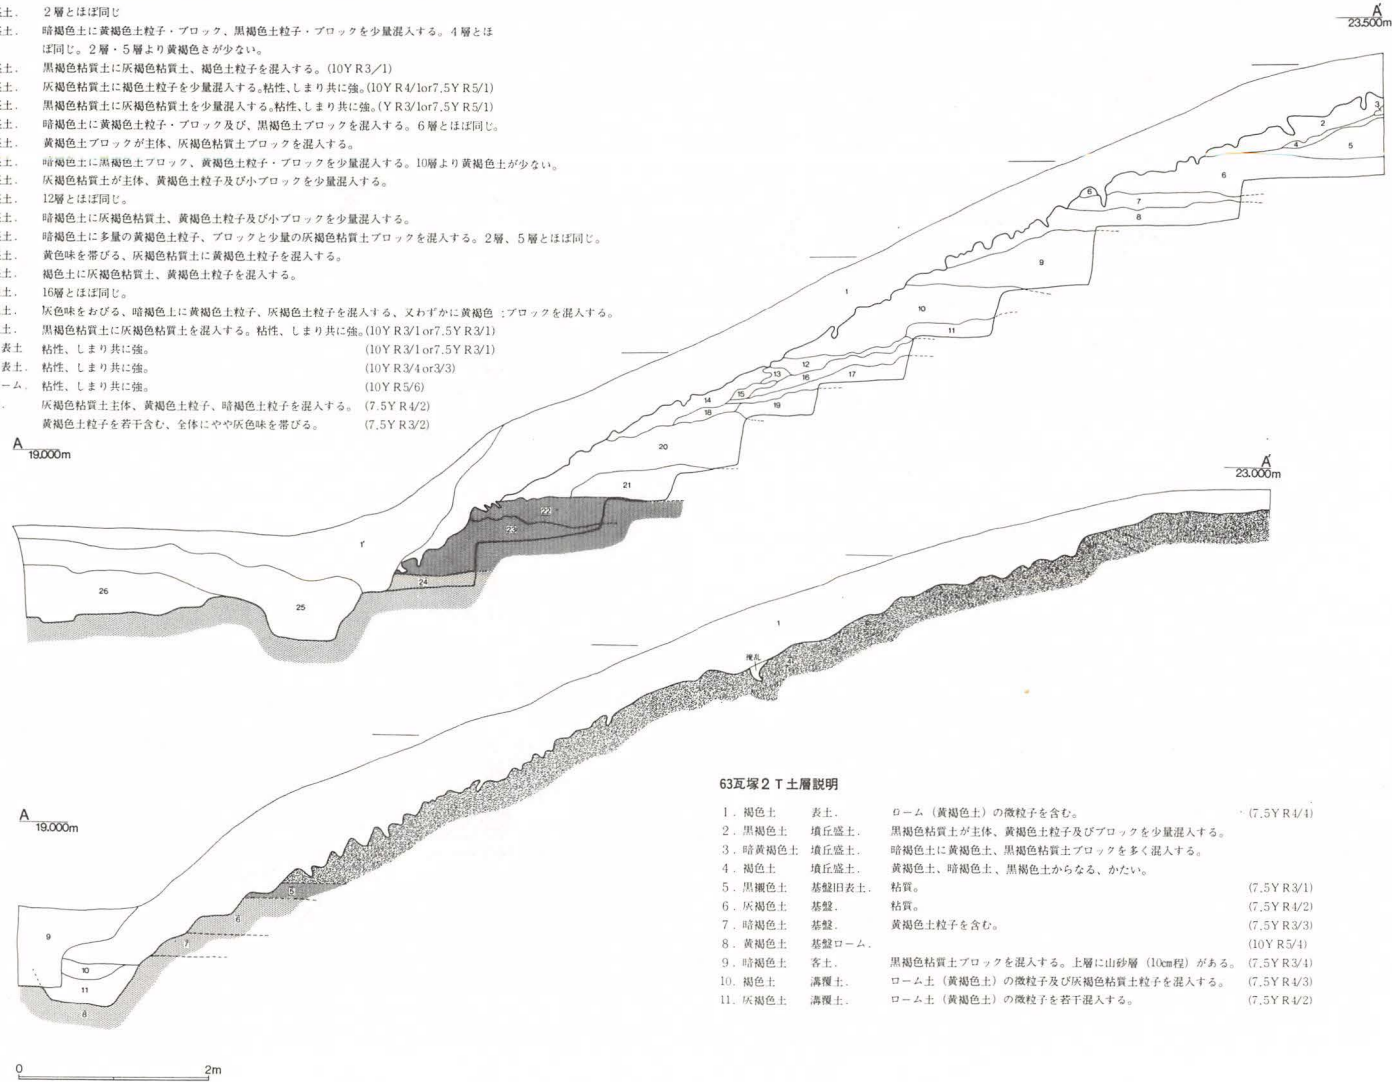 土.　2層とほぼ同じ
土.　暗褐色土に黄褐色土粒子・ブロック、黒褐色土粒子・ブロックを少量混入する。4層とほ
ぼ同じ。2層・5層より黄褐色さが少ない。
土.　黒褐色粘質土に灰褐色粘質土、褐色土粒子を混入する。(10YR3/1)
土.　灰褐色粘質土に褐色土粒子を少量混入する。粘性、しまり共に強。(10YR4/1or7.5YR5/1)
土.　黒褐色粘質土に灰褐色粘質土を少量混入する。粘性、しまり共に強。(YR3/1or7.5YR5/1)
土.　暗褐色土に黄褐色土粒子・ブロック及び、黒褐色土ブロックを混入する。6層とほぼ同じ。
土.　黄褐色土ブロックが主体、灰褐色粘質土ブロックを混入する。
土.　暗褐色土に黒褐色土ブロック、黄褐色土粒子・ブロックを少量混入する。10層より黄褐色土が少ない。
土.　灰褐色粘質土が主体、黄褐色土粒子及び小ブロックを少量混入する。
土.　12層とほぼ同じ。
土.　暗褐色土に灰褐色粘質土、黄褐色土粒子及び小ブロックを少量混入する。
土.　暗褐色土に多量の黄褐色土粒子、ブロックと少量の灰褐色粘質土ブロックを混入する。2層、5層とほぼ同じ。
土.　黄色味を帯びる、灰褐色粘質土に黄褐色土粒子を混入する。
土.　褐色土に灰褐色粘質土、黄褐色土粒子を混入する。
土.　16層とほぼ同じ。
土.　灰色味をおびる、暗褐色土に黄褐色土粒子、灰褐色土粒子を混入する、又わずかに黄褐色 ブロックを混入する。
土.　黒褐色粘質土に灰褐色粘質土を混入する。粘性、しまり共に強。(10YR3/1or7.5YR3/1)
表土　粘性、しまり共に強。　(10YR3/1or7.5YR3/1)
表土.　粘性、しまり共に強。　(10YR3/4or3/3)
ーム.　粘性、しまり共に強。　(10YR5/6)
.　灰褐色粘質土主体、黄褐色土粒子、暗褐色土粒子を混入する。　(7.5YR4/2)
黄褐色土粒子を若干含む、全体にやや灰色味を帯びる。　(7.5YR3/2)
A′
23.500m
A
19.000m
1
1′
2
3
4
5
6
6
7
8
9
10
11
12
13
14
15
16
17
18
19
20
21
22
23
24
25
26
A′
23.000m
A
19.000m
1
撹乱
5
6
7
8
9
10
11
63瓦塚2T土層説明
1. 褐色土　表土.　ローム（黄褐色土）の微粒子を含む。　(7.5YR4/4)
2. 黒褐色土　墳丘盛土.　黒褐色粘質土が主体、黄褐色土粒子及びブロックを少量混入する。
3. 暗黄褐色土　墳丘盛土.　暗褐色土に黄褐色土、黒褐色粘質土ブロックを多く混入する。
4. 褐色土　墳丘盛土.　黄褐色土、暗褐色土、黒褐色土からなる、かたい。
5. 黒襯色土　基盤旧表土.　粘質。　(7.5YR3/1)
6. 灰褐色土　基盤.　粘質。　(7.5YR4/2)
7. 暗褐色土　基盤.　黄褐色土粒子を含む。　(7.5YR3/3)
8. 黄褐色土　基盤ローム.　(10YR5/4)
9. 暗褐色土　客土.　黒褐色粘質土ブロックを混入する。上層に山砂層（10cm程）がある。　(7.5YR3/4)
10. 褐色土　溝覆土.　ローム土（黄褐色土）の微粒子及び灰褐色粘質土粒子を混入する。　(7.5YR4/3)
11. 灰褐色土　溝覆土.　ローム土（黄褐色土）の微粒子を若干混入する。　(7.5YR4/2)
0　2m